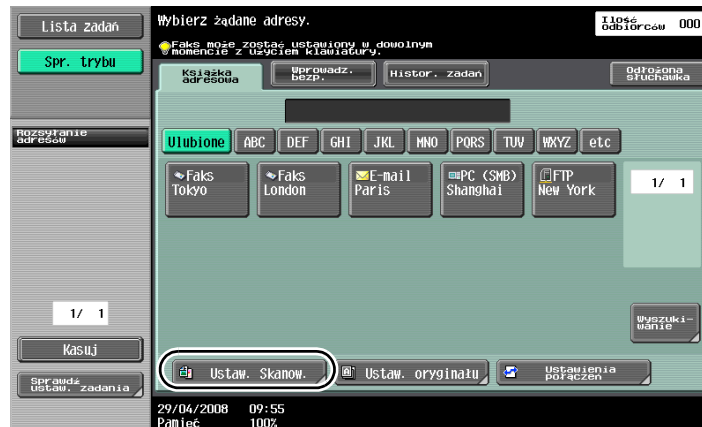 Lista zadań
Spr. trybu
Rozsyłanie
adresów
1/ 1
Kasuj
Sprawdź
ustaw. zadania
Wybierz żądane adresy.
Ilość
odbiorców 000
Faks może zostać ustawiony w dowolnym
momencie z użyciem klawiatury.
Książka
adresowa
Wprowadz.
bezp.
Histor. zadań
Odłożona
słuchawka
Ulubione ABC DEF GHI JKL MNO PQRS TUV WXYZ etc
Faks
Tokyo
Faks
London
E-mail
Paris
PC (SMB)
Shanghai
FTP
New York
1/ 1
Wyszuki-
wanie
Ustaw. Skanow.
Ustaw. oryginału
Ustawienia
połączeń
29/04/2008 09:55
Pamięć 100%